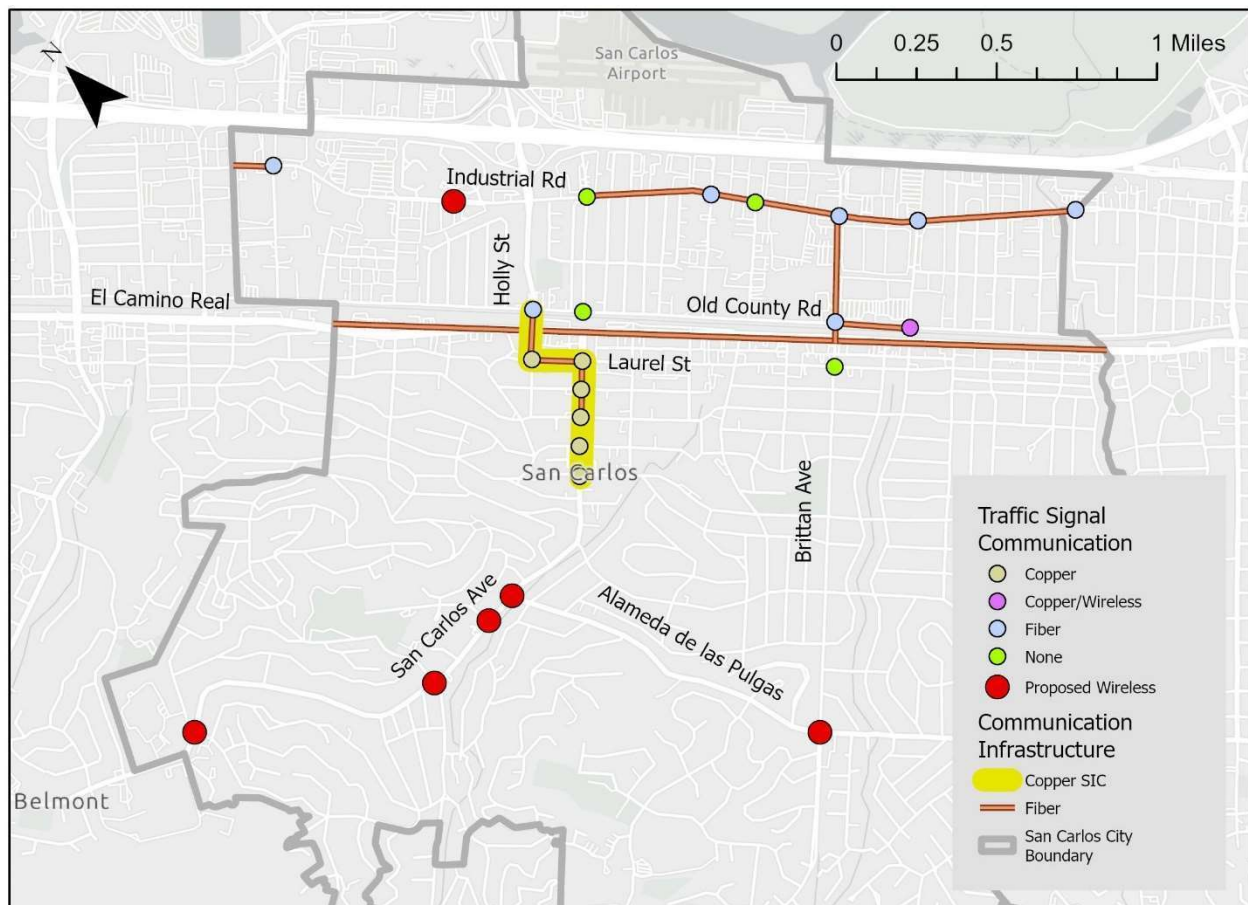 N
San Carlos
Airport
0 0.25 0.5 1 Miles
Industrial Rd
Holly St
El Camino Real
Old County Rd
Laurel St
San Carlos
Brittan Ave
San Carlos Ave
Alameda de las Pulgas
Belmont
Traffic Signal
Communication
Copper
Copper/Wireless
Fiber
None
Proposed Wireless
Communication
Infrastructure
Copper SIC
Fiber
San Carlos City
Boundary